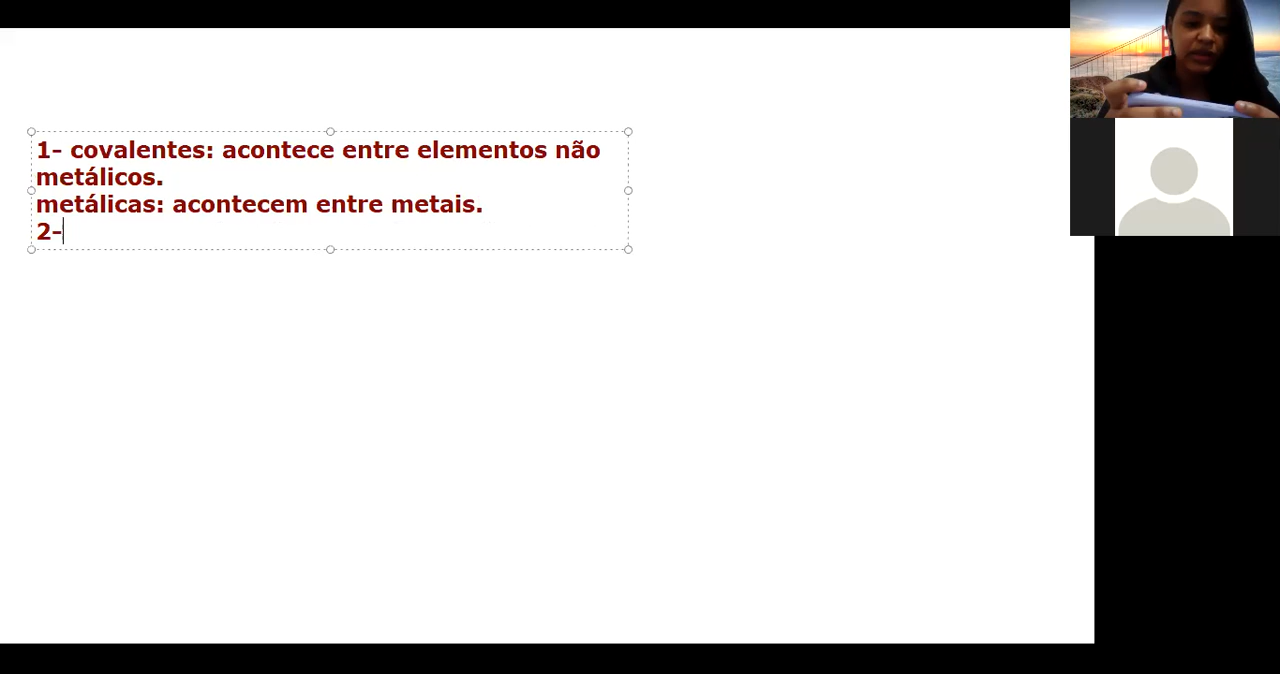 1- covalentes: acontece entre elementos não
metálicos.
metálicas: acontecem entre metais.
2-